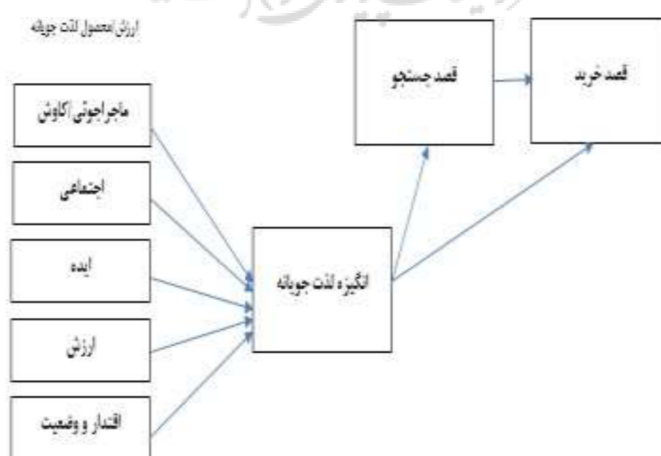 ارزش/محصول لذت جویانه
قصد خرید
قصد جستجو
ماجراجوئی/کاوش
اجتماعی
ایده
ارزش
اقتدار و وضعیت
انگیزه لذت جویانه